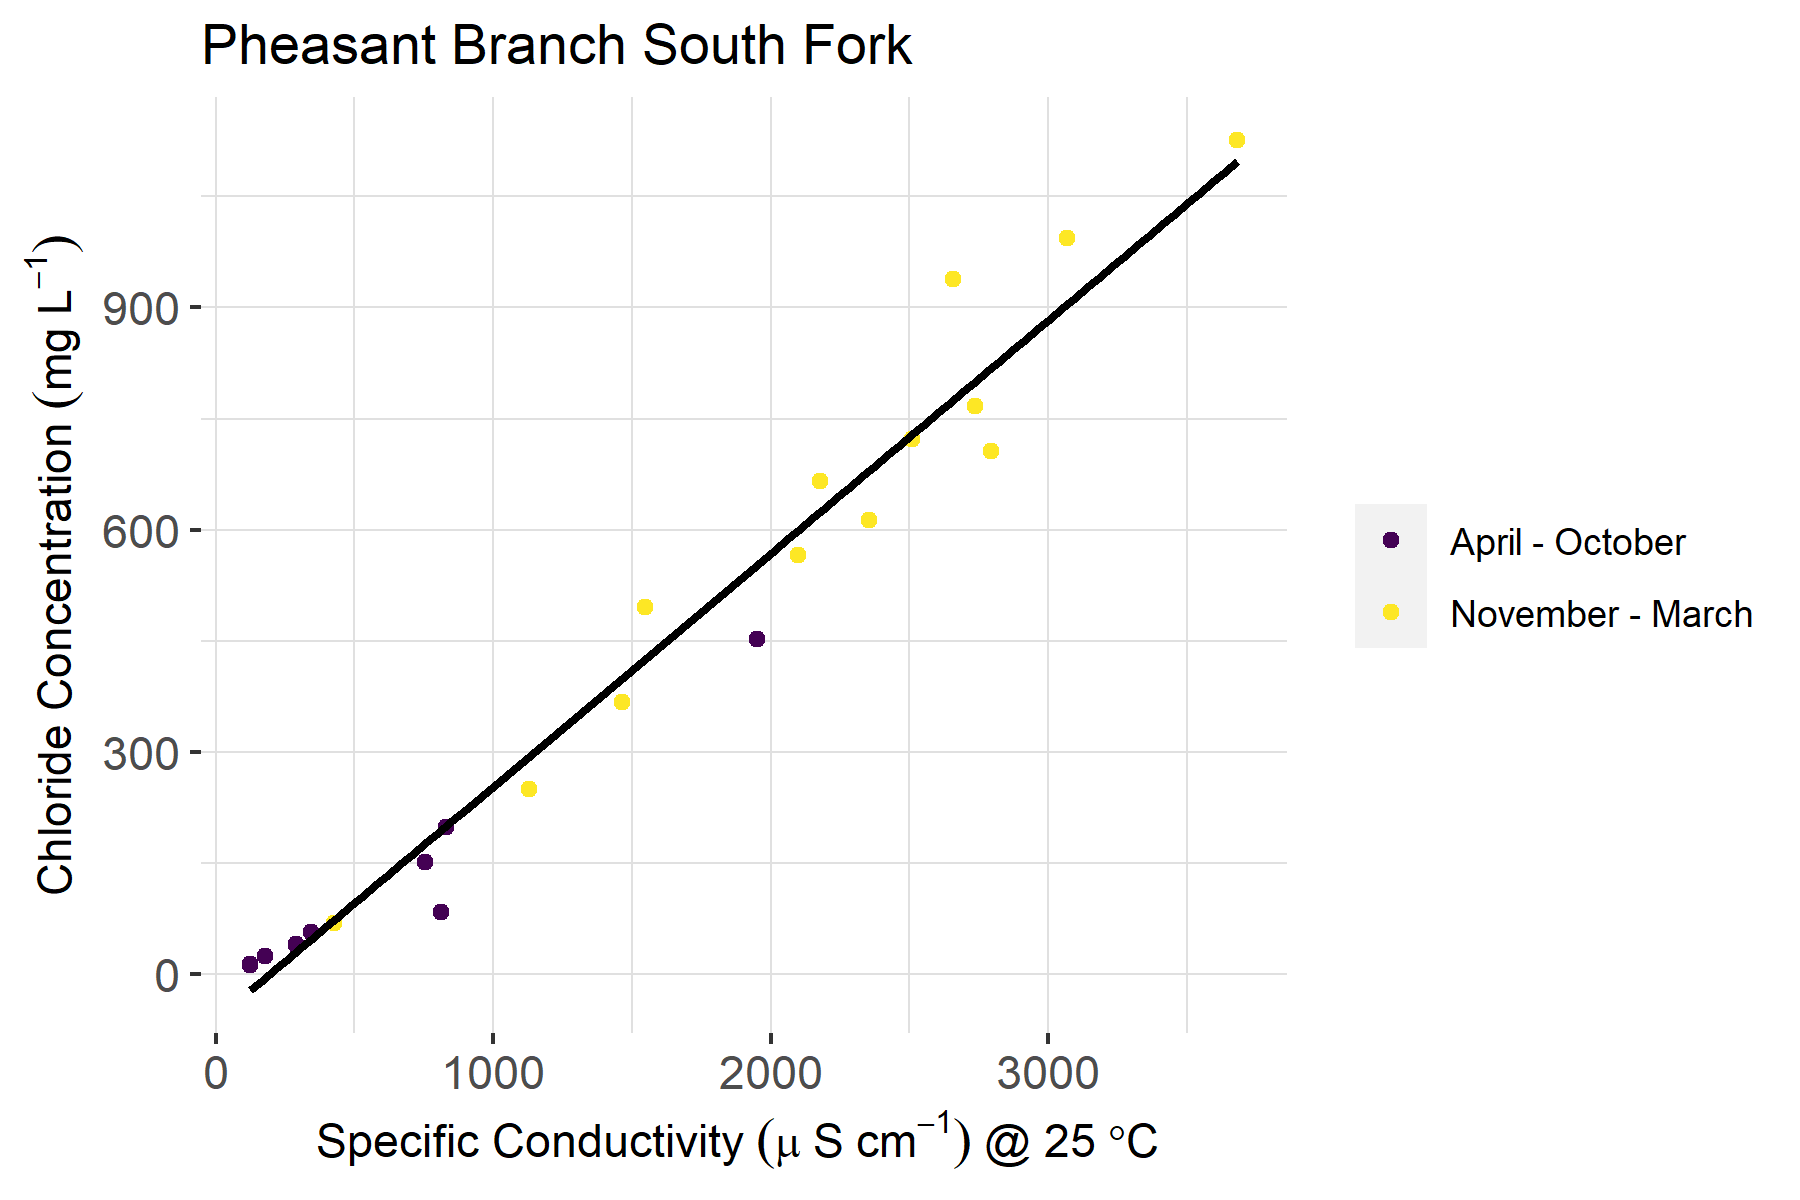 Pheasant Branch South Fork
Chloride Concentration (mg L⁻¹)
900
600
300
0
0 1000 2000 3000
Specific Conductivity (μ S cm⁻¹) @ 25 °C
April - October
November - March